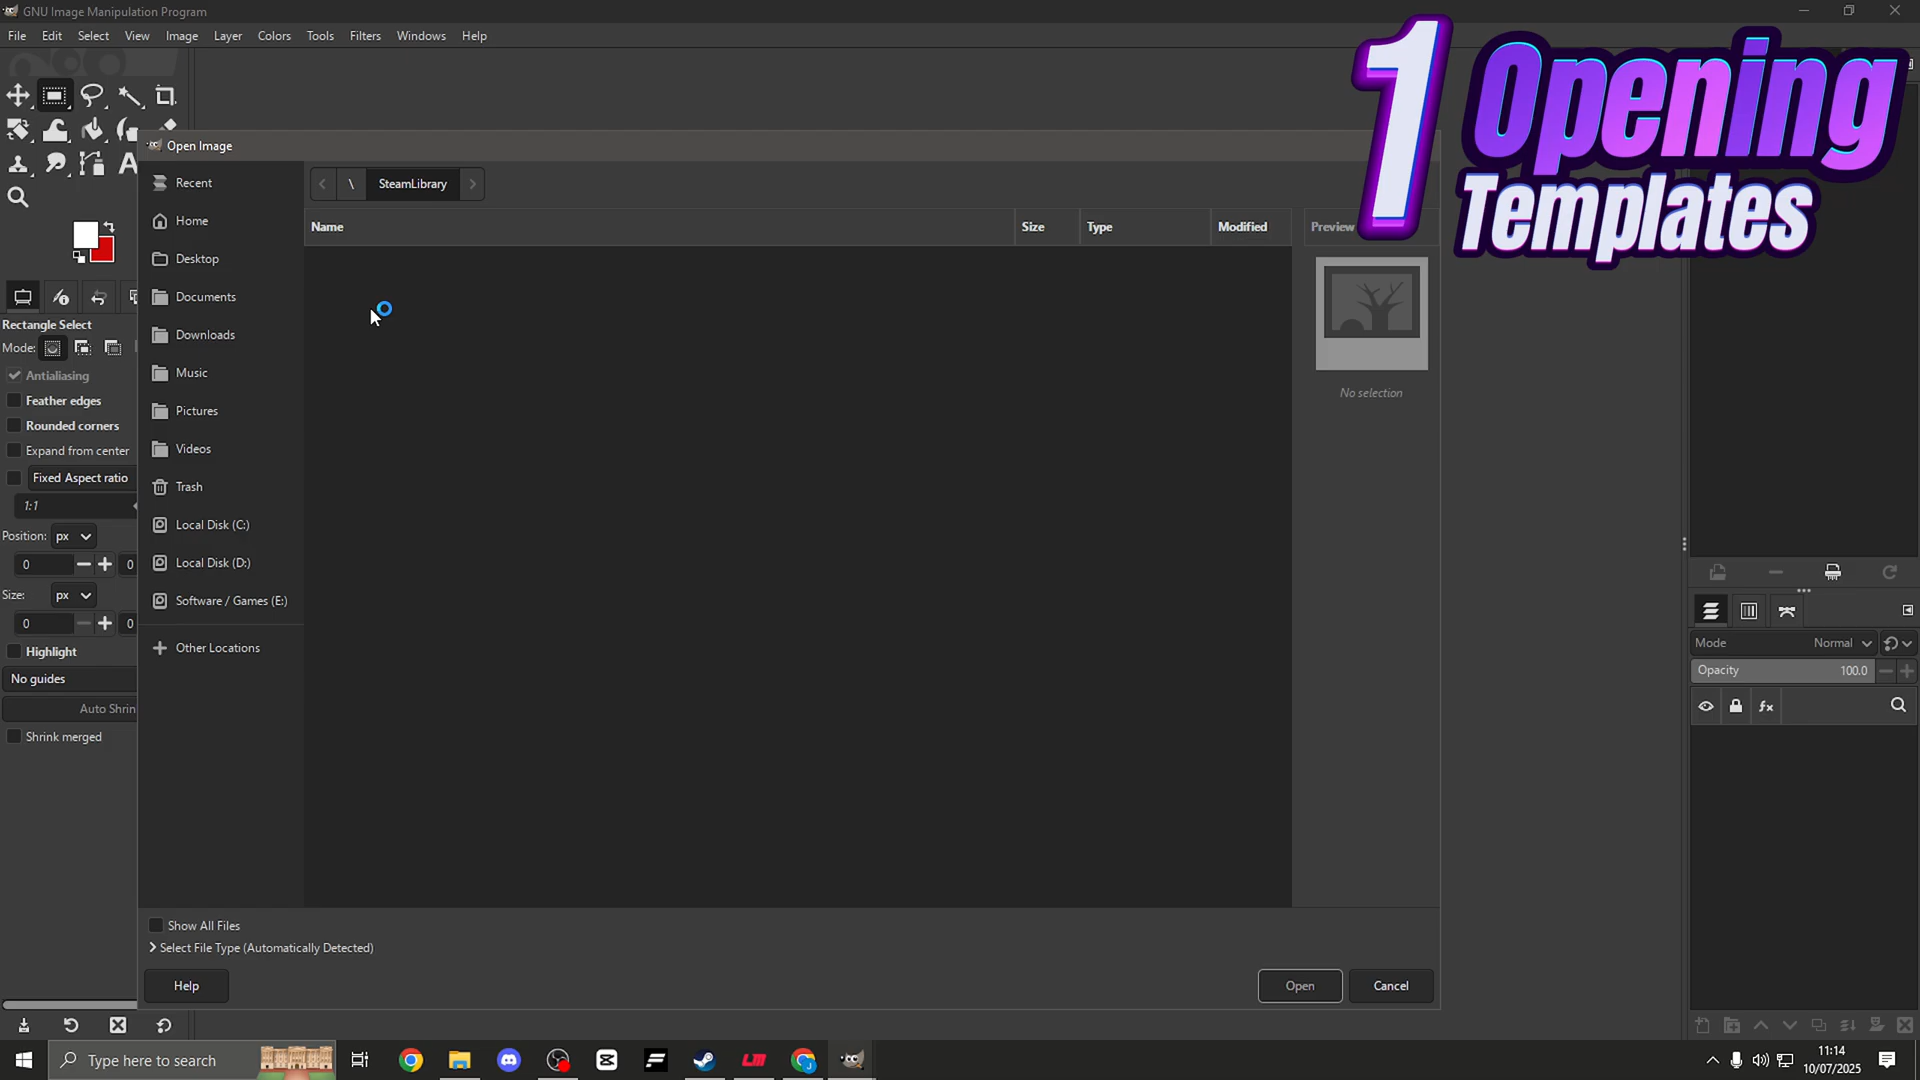 GNU Image Manipulation Program
File Edit Select View Image Layer Colors Tools Filters Windows Help
1 Opening
Templates
Open Image
Recent
\ SteamLibrary
Home
Name Size Type Modified Preview
Desktop
Documents
Rectangle Select
Downloads
Mode:
Antialiasing
Music
No selection
Feather edges
Pictures
Rounded corners
Expand from center
Videos
Fixed Aspect ratio
Trash
1:1
Local Disk (C:)
Position: px
0 0
Local Disk (D:)
Size: px
Software / Games (E:)
0 0
Highlight
Other Locations
Mode Normal
No guides
Opacity 100.0
Auto Shrin
fx
Shrink merged
Show All Files
Select File Type (Automatically Detected)
Help Open Cancel
Type here to search
11:14
10/07/2025